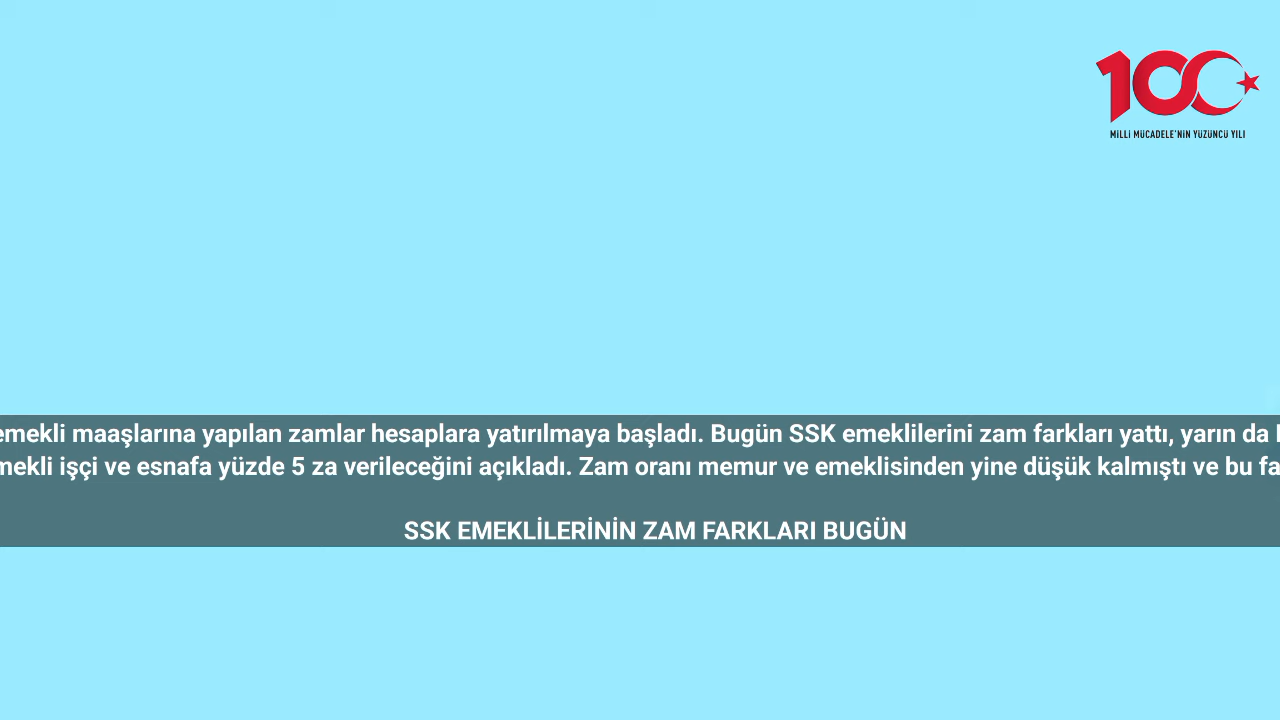 100
MİLLİ MÜCADELE'NİN YÜZÜNCÜ YILI
emekli maaşlarına yapılan zamlar hesaplara yatırılmaya başladı. Bugün SSK emeklilerini zam farkları yattı, yarın da
emekli işçi ve esnafa yüzde 5 za verileceğini açıkladı. Zam oranı memur ve emeklisinden yine düşük kalmıştı ve bu
SSK EMEKLİLERİNİN ZAM FARKLARI BUGÜN